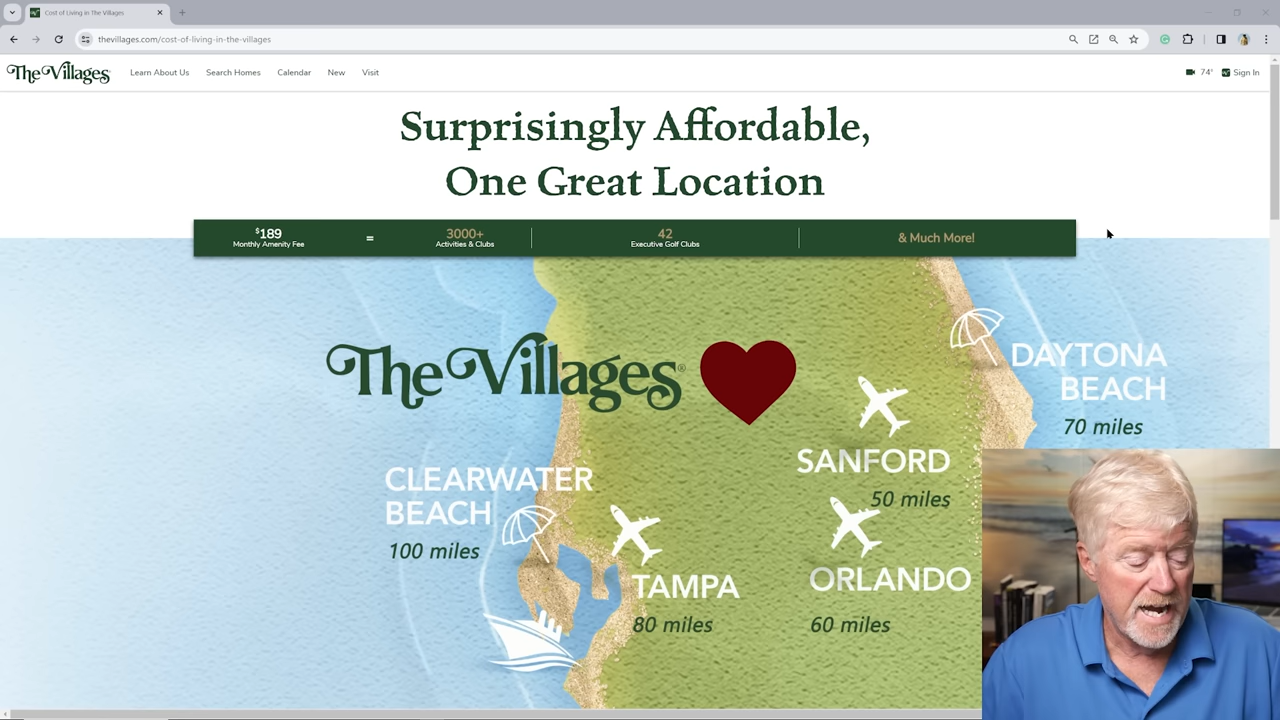 Cost of Living in The Villages
thevillages.com/cost-of-living-in-the-villages
The Villages
Learn About Us
Search Homes
Calendar
New
Visit
74°
Sign In
Surprisingly Affordable,
One Great Location
$189
Monthly Amenity Fee
=
3000+
Activities & Clubs
42
Executive Golf Clubs
& Much More!
The Villages®
DAYTONA
BEACH
70 miles
SANFORD
50 miles
CLEARWATER
BEACH
100 miles
TAMPA
80 miles
ORLANDO
60 miles